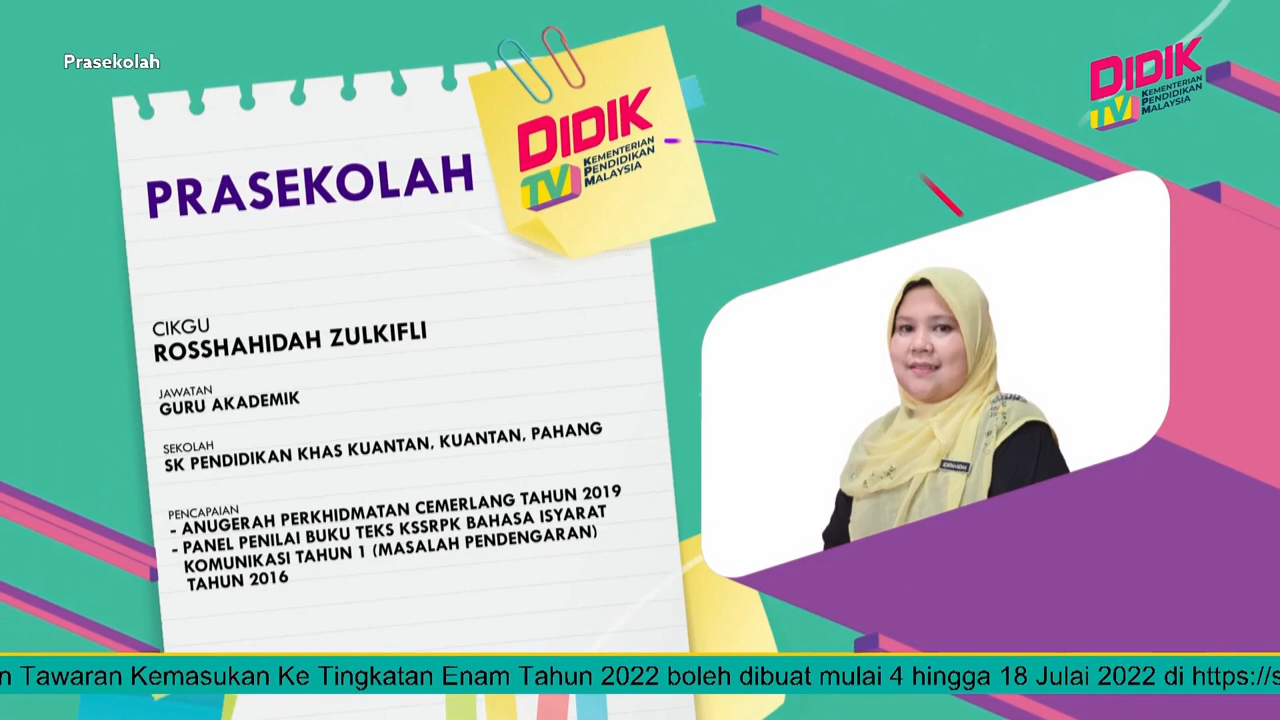 Prasekolah
DIDIK
TV
KEMENTERIAN
PENDIDIKAN
MALAYSIA
PRASEKOLAH
DIDIK
TV
KEMENTERIAN
PENDIDIKAN
MALAYSIA
CIKGU
ROSSHAHIDAH ZULKIFLI
JAWATAN
GURU AKADEMIK
SEKOLAH
SK PENDIDIKAN KHAS KUANTAN, KUANTAN, PAHANG
PENCAPAIAN
- ANUGERAH PERKHIDMATAN CEMERLANG TAHUN 2019
- PANEL PENILAI BUKU TEKS KSSRPK BAHASA ISYARAT
KOMUNIKASI TAHUN 1 (MASALAH PENDENGARAN)
TAHUN 2016
n Tawaran Kemasukan Ke Tingkatan Enam Tahun 2022 boleh dibuat mulai 4 hingga 18 Julai 2022 di https://s